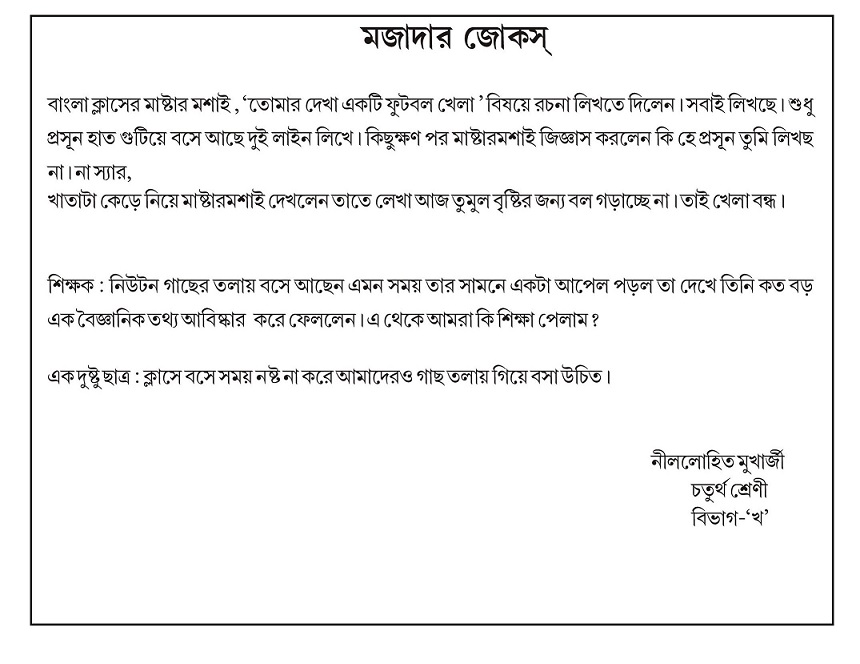 মজাদার জোকস্
বাংলা ক্লাসের মাষ্টার মশাই ,‘তোমার দেখা একটি ফুটবল খেলা ’ বিষয়ে রচনা লিখতে দিলেন। সবাই লিখছে। শুধু
প্রসূন হাত গুটিয়ে বসে আছে দুই লাইন লিখে। কিছুক্ষণ পর মাষ্টারমশাই জিজ্ঞাস করলেন কি হে প্রসূন তুমি লিখছ
না। না স্যার,
খাতাটা কেড়ে নিয়ে মাষ্টারমশাই দেখলেন তাতে লেখা আজ তুমুল বৃষ্টির জন্য বল গড়াচ্ছে না। তাই খেলা বন্ধ।
শিক্ষক : নিউটন গাছের তলায় বসে আছেন এমন সময় তার সামনে একটা আপেল পড়ল তা দেখে তিনি কত বড়
এক বৈজ্ঞানিক তথ্য আবিষ্কার করে ফেললেন। এ থেকে আমরা কি শিক্ষা পেলাম ?
এক দুষ্টু ছাত্র : ক্লাসে বসে সময় নষ্ট না করে আমাদেরও গাছ তলায় গিয়ে বসা উচিত।
নীললোহিত মুখার্জী
চতুর্থ শ্রেণী
বিভাগ-‘খ’